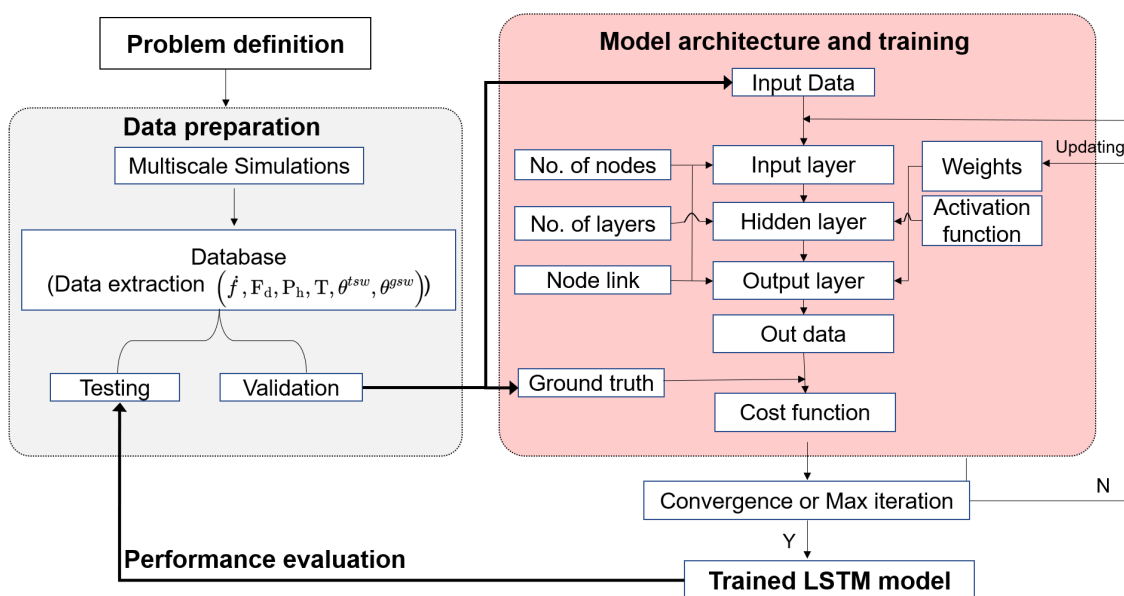 Problem definition
Data preparation
Multiscale Simulations
Database
(Data extraction (ḟ, F_d, P_h, T, θ^{tsw}, θ^{gsw}))
Testing
Validation
Performance evaluation
Model architecture and training
Input Data
No. of nodes
Input layer
Weights
Updating
No. of layers
Hidden layer
Activation
function
Node link
Output layer
Out data
Ground truth
Cost function
Convergence or Max iteration
N
Y
Trained LSTM model